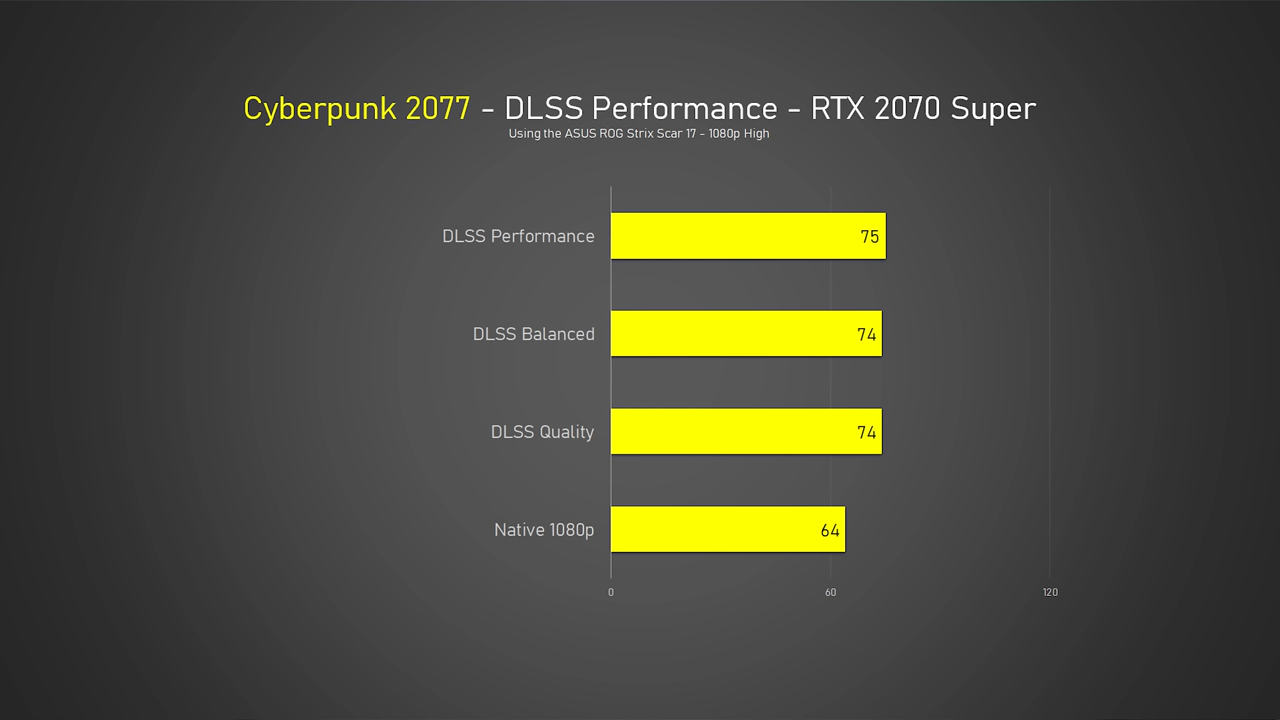 Cyberpunk 2077 - DLSS Performance - RTX 2070 Super
Using the ASUS ROG Strix Scar 17 - 1080p High
DLSS Performance 75
DLSS Balanced 74
DLSS Quality 74
Native 1080p 64
0 60 120